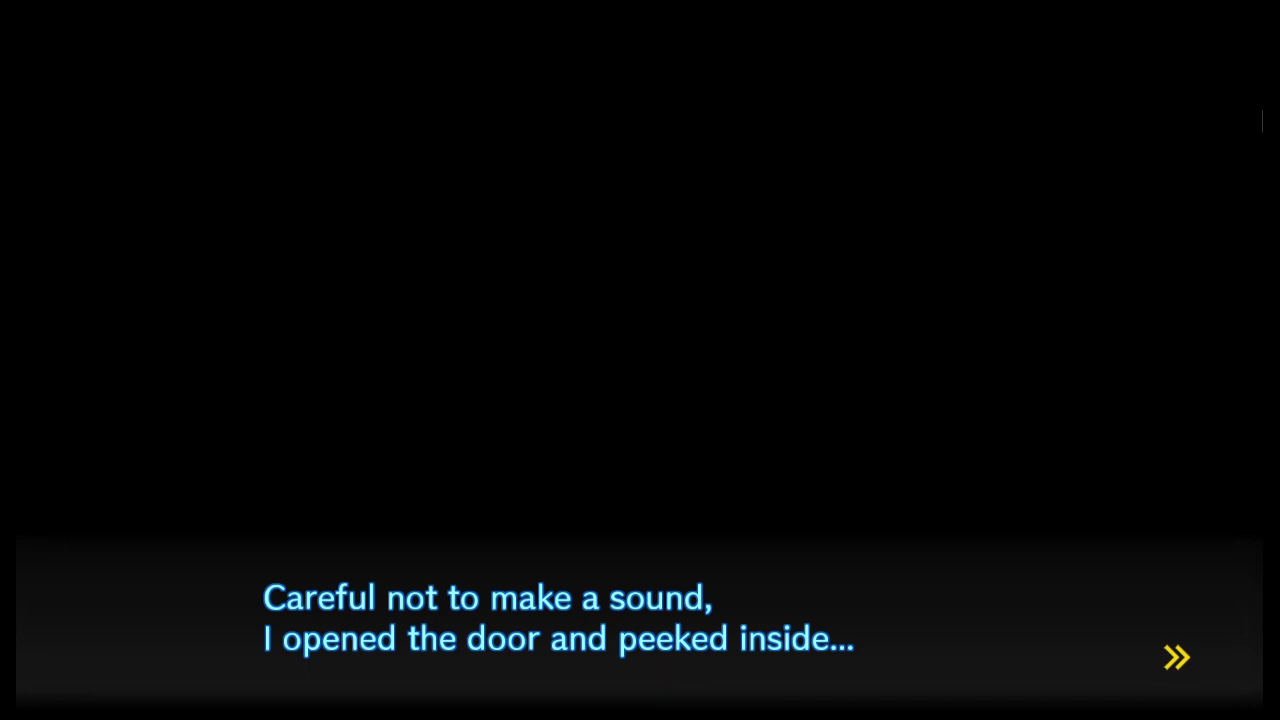 Careful not to make a sound,
I opened the door and peeked inside...